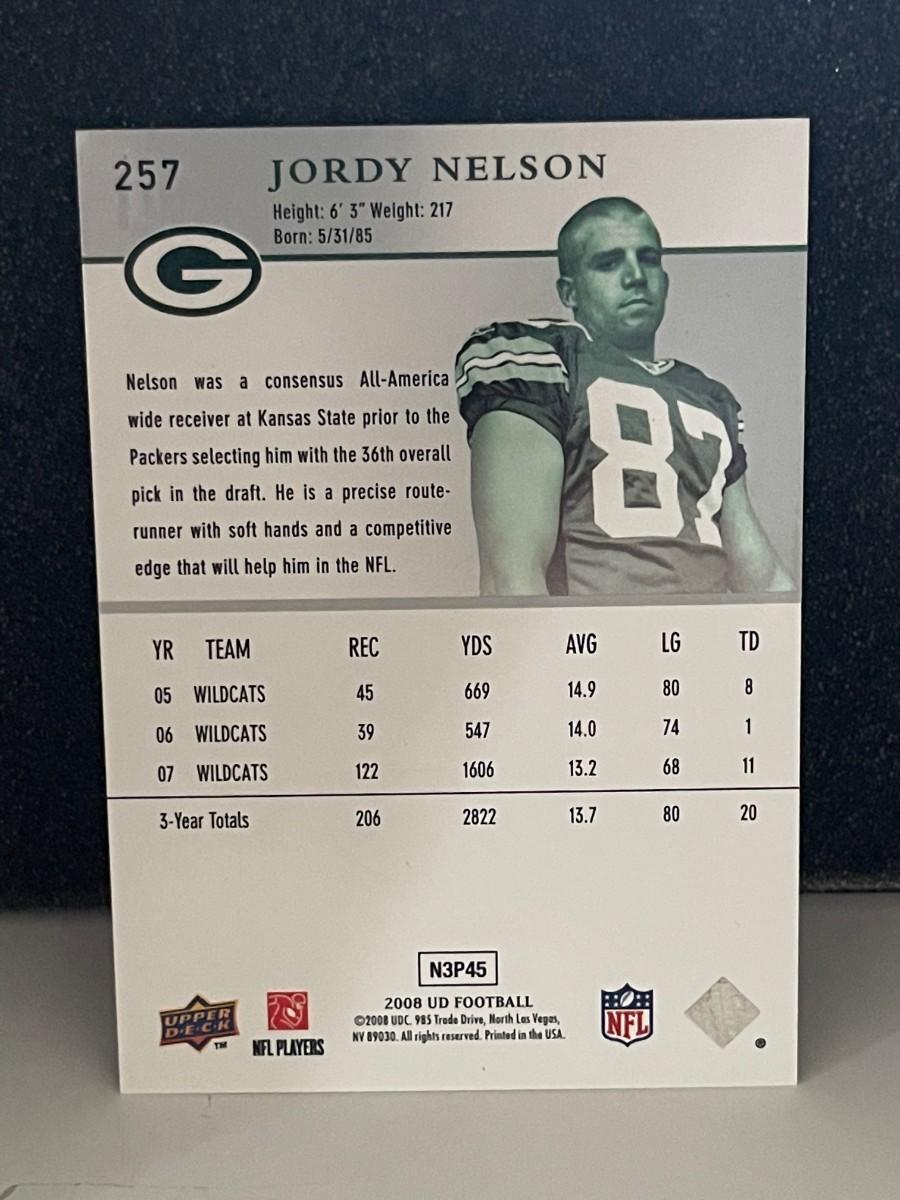 257
JORDY NELSON
Height: 6' 3" Weight: 217
Born: 5/31/85
G
Nelson was a consensus All-America
wide receiver at Kansas State prior to the
Packers selecting him with the 36th overall
pick in the draft. He is a precise route-
runner with soft hands and a competitive
edge that will help him in the NFL.
87
YR TEAM REC YDS AVG LG TD
05 WILDCATS 45 669 14.9 80 8
06 WILDCATS 39 547 14.0 74 1
07 WILDCATS 122 1606 13.2 68 11
3-Year Totals 206 2822 13.7 80 20
N3P45
2008 UD FOOTBALL
©2008 UDC. 985 Trade Drive, North Las Vegas,
NV 89030. All rights reserved. Printed in the USA.
UPPER
DECK
TM
NFL PLAYERS
NFL
®